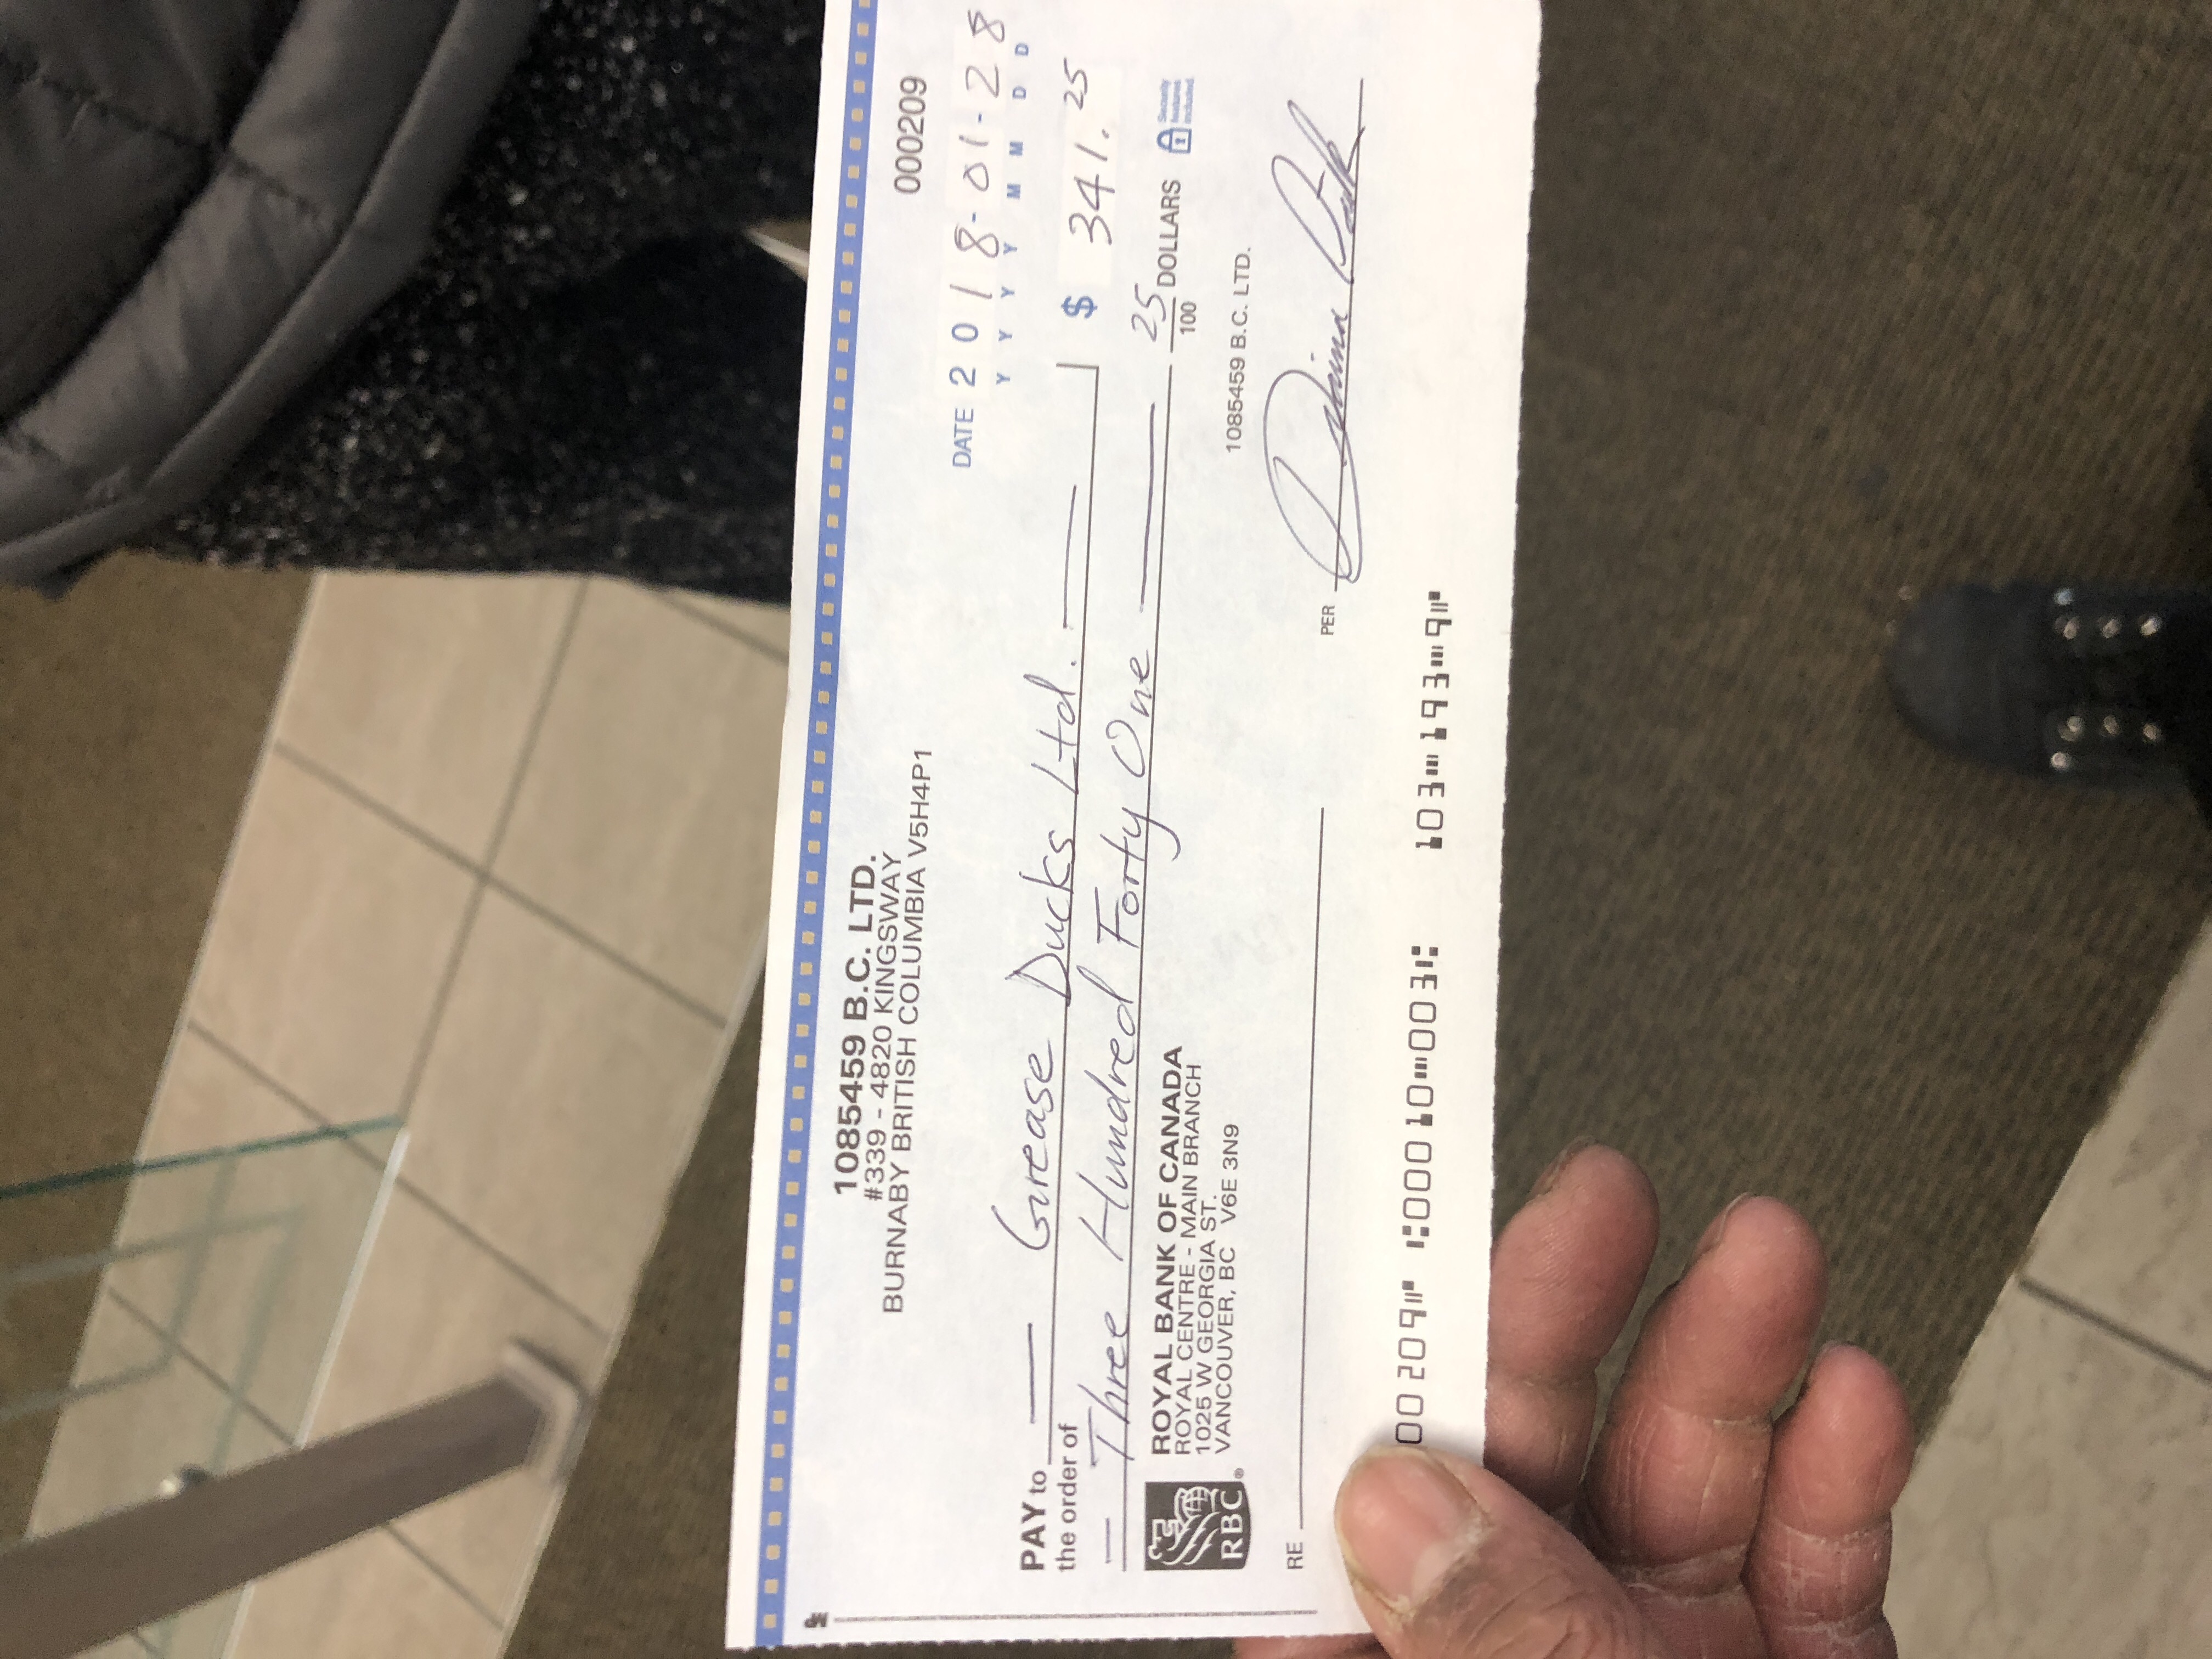 1085459 B.C. LTD.
#339 - 4820 KINGSWAY
BURNABY BRITISH COLUMBIA V5H4P1
000209
DATE 2018-01-28
Y Y Y Y M M D D
PAY to the order of Grease Ducks Ltd. $ 341.25
Three Hundred Forty One 25/100 DOLLARS
Security features included.
RBC®
ROYAL BANK OF CANADA
ROYAL CENTRE - MAIN BRANCH
1025 W GEORGIA ST.
VANCOUVER, BC V6E 3N9
1085459 B.C. LTD.
RE
PER
00209 00010 003 103 193 9